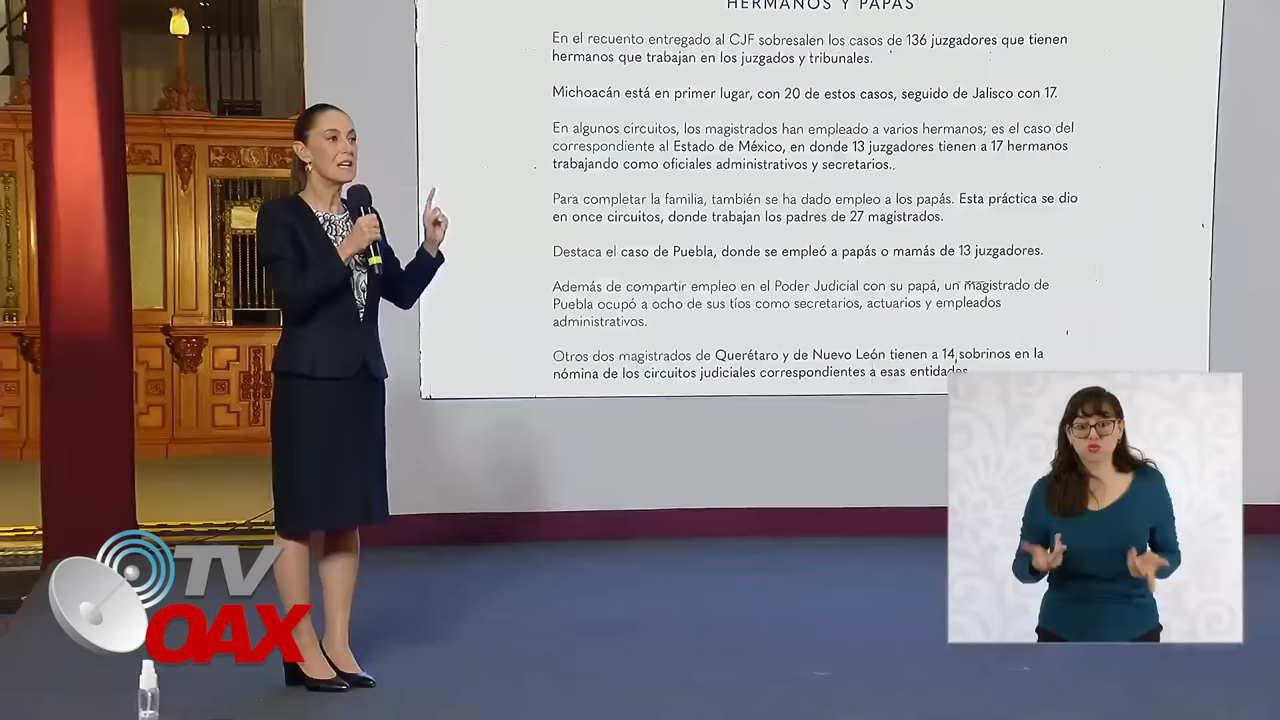 HERMANOS Y PAPÁS
En el recuento entregado al CJF sobresalen los casos de 136 juzgadores que tienen
hermanos que trabajan en los juzgados y tribunales.
Michoacán está en primer lugar, con 20 de estos casos, seguido de Jalisco con 17.
En algunos circuitos, los magistrados han empleado a varios hermanos; es el caso del
correspondiente al Estado de México, en donde 13 juzgadores tienen a 17 hermanos
trabajando como oficiales administrativos y secretarios..
Para completar la familia, también se ha dado empleo a los papás. Esta práctica se dio
en once circuitos, donde trabajan los padres de 27 magistrados.
Destaca el caso de Puebla, donde se empleó a papás o mamás de 13 juzgadores.
Además de compartir empleo en el Poder Judicial con su papá, un magistrado de
Puebla ocupó a ocho de sus tíos como secretarios, actuarios y empleados
administrativos.
Otros dos magistrados de Querétaro y de Nuevo León tienen a 14 sobrinos en la
nómina de los circuitos judiciales correspondientes a esas entidades
TV
OAX